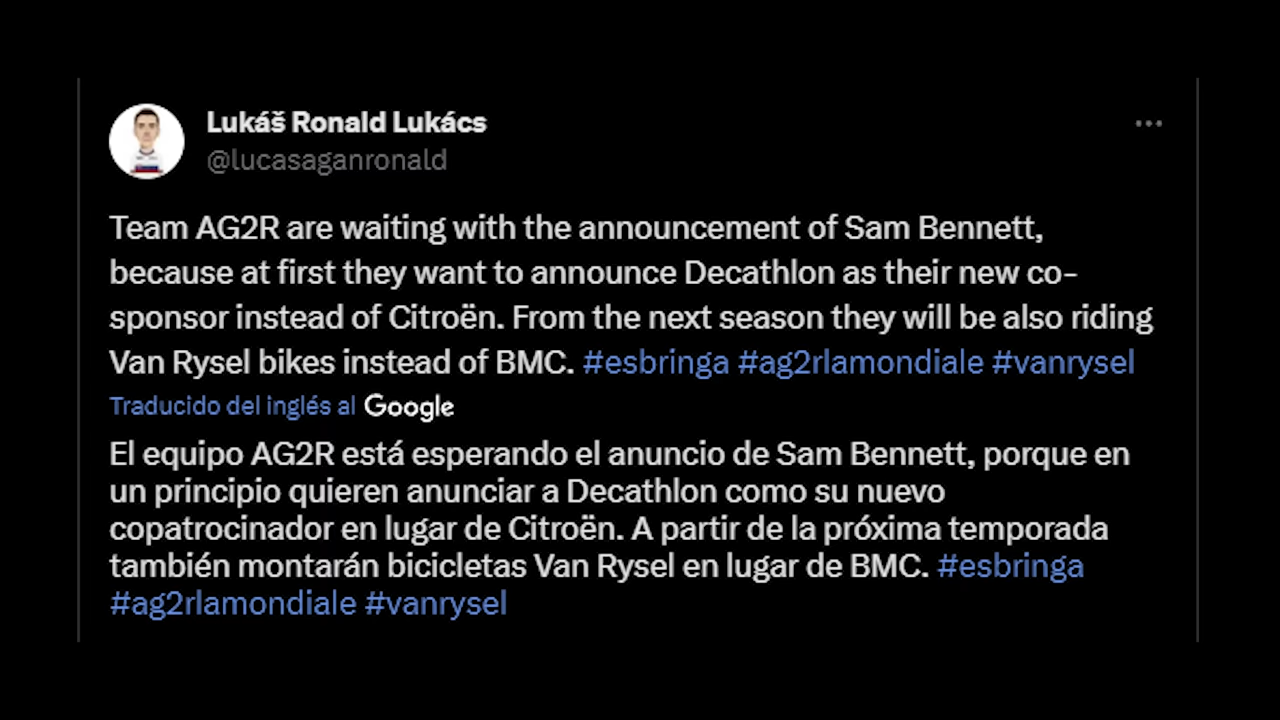 Lukáš Ronald Lukács
@lucasaganronald
Team AG2R are waiting with the announcement of Sam Bennett,
because at first they want to announce Decathlon as their new co-
sponsor instead of Citroën. From the next season they will be also riding
Van Rysel bikes instead of BMC. #esbringa #ag2rlamondiale #vanrysel
Traducido del inglés al Google
El equipo AG2R está esperando el anuncio de Sam Bennett, porque en
un principio quieren anunciar a Decathlon como su nuevo
copatrocinador en lugar de Citroën. A partir de la próxima temporada
también montarán bicicletas Van Rysel en lugar de BMC. #esbringa
#ag2rlamondiale #vanrysel